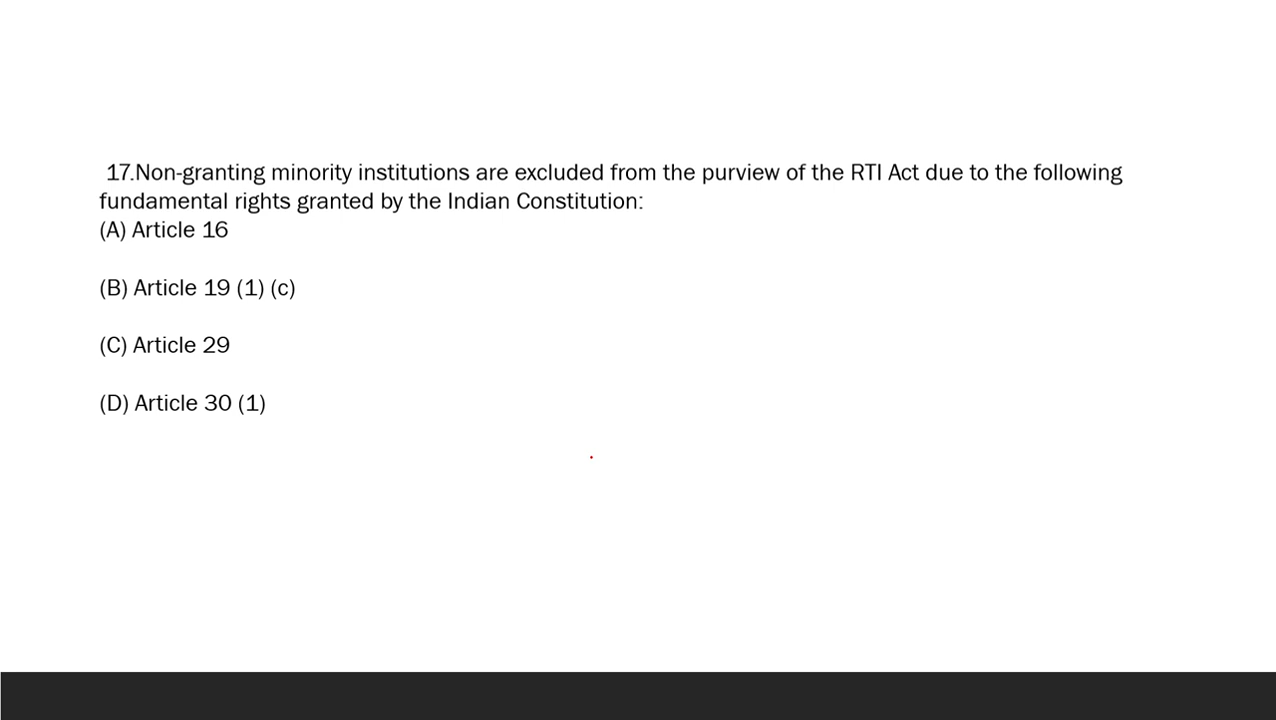 17.Non-granting minority institutions are excluded from the purview of the RTI Act due to the following
fundamental rights granted by the Indian Constitution:
(A) Article 16
(B) Article 19 (1) (c)
(C) Article 29
(D) Article 30 (1)